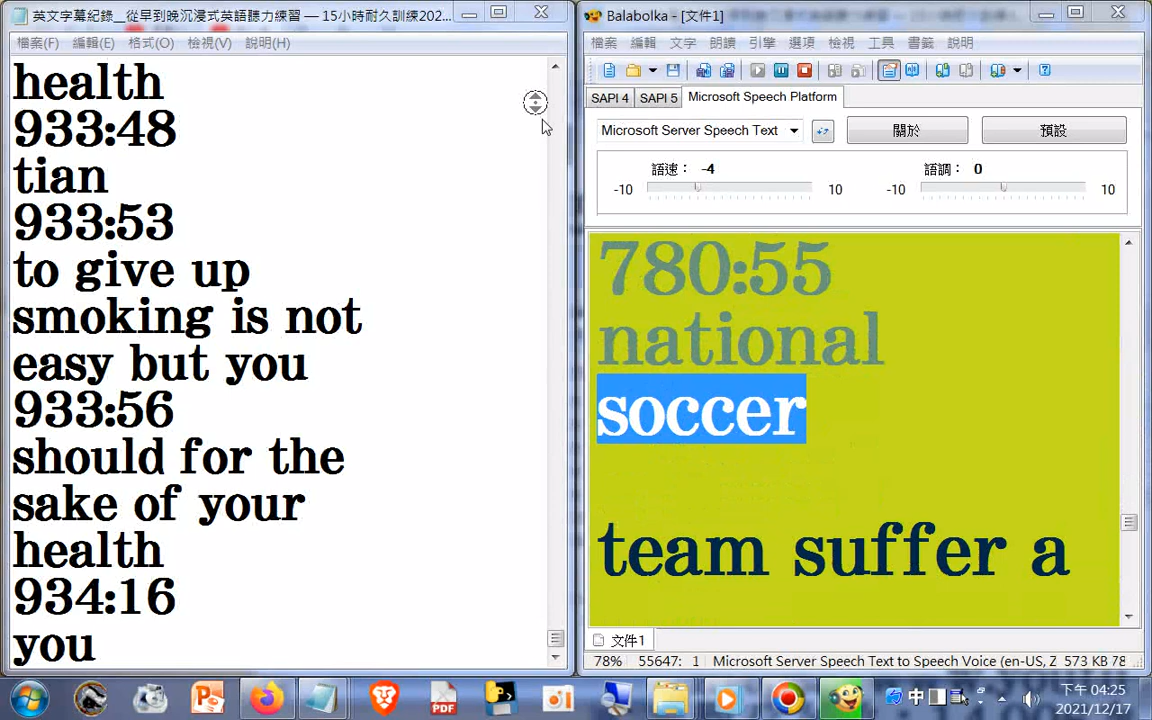 英文字幕紀錄__從早到晚沉浸式英語聽力練習 — 15小時耐久訓練202...
檔案(F) 編輯(E) 格式(O) 檢視(V) 說明(H)
health
933:48
tian
933:53
to give up
smoking is not
easy but you
933:56
should for the
sake of your
health
934:16
you
Balabolka - [文件1]
檔案 編輯 文字 朗讀 引擎 選項 檢視 工具 書籤 說明
SAPI 4 SAPI 5 Microsoft Speech Platform
Microsoft Server Speech Text 關於 預設
語速： -4 語調： 0
-10 10 -10 10
780:55
national
soccer
team suffer a
文件1
78% 55647: 1 Microsoft Server Speech Text to Speech Voice (en-US, Z 573 KB 78
PDF 中 下午 04:25
2021/12/17